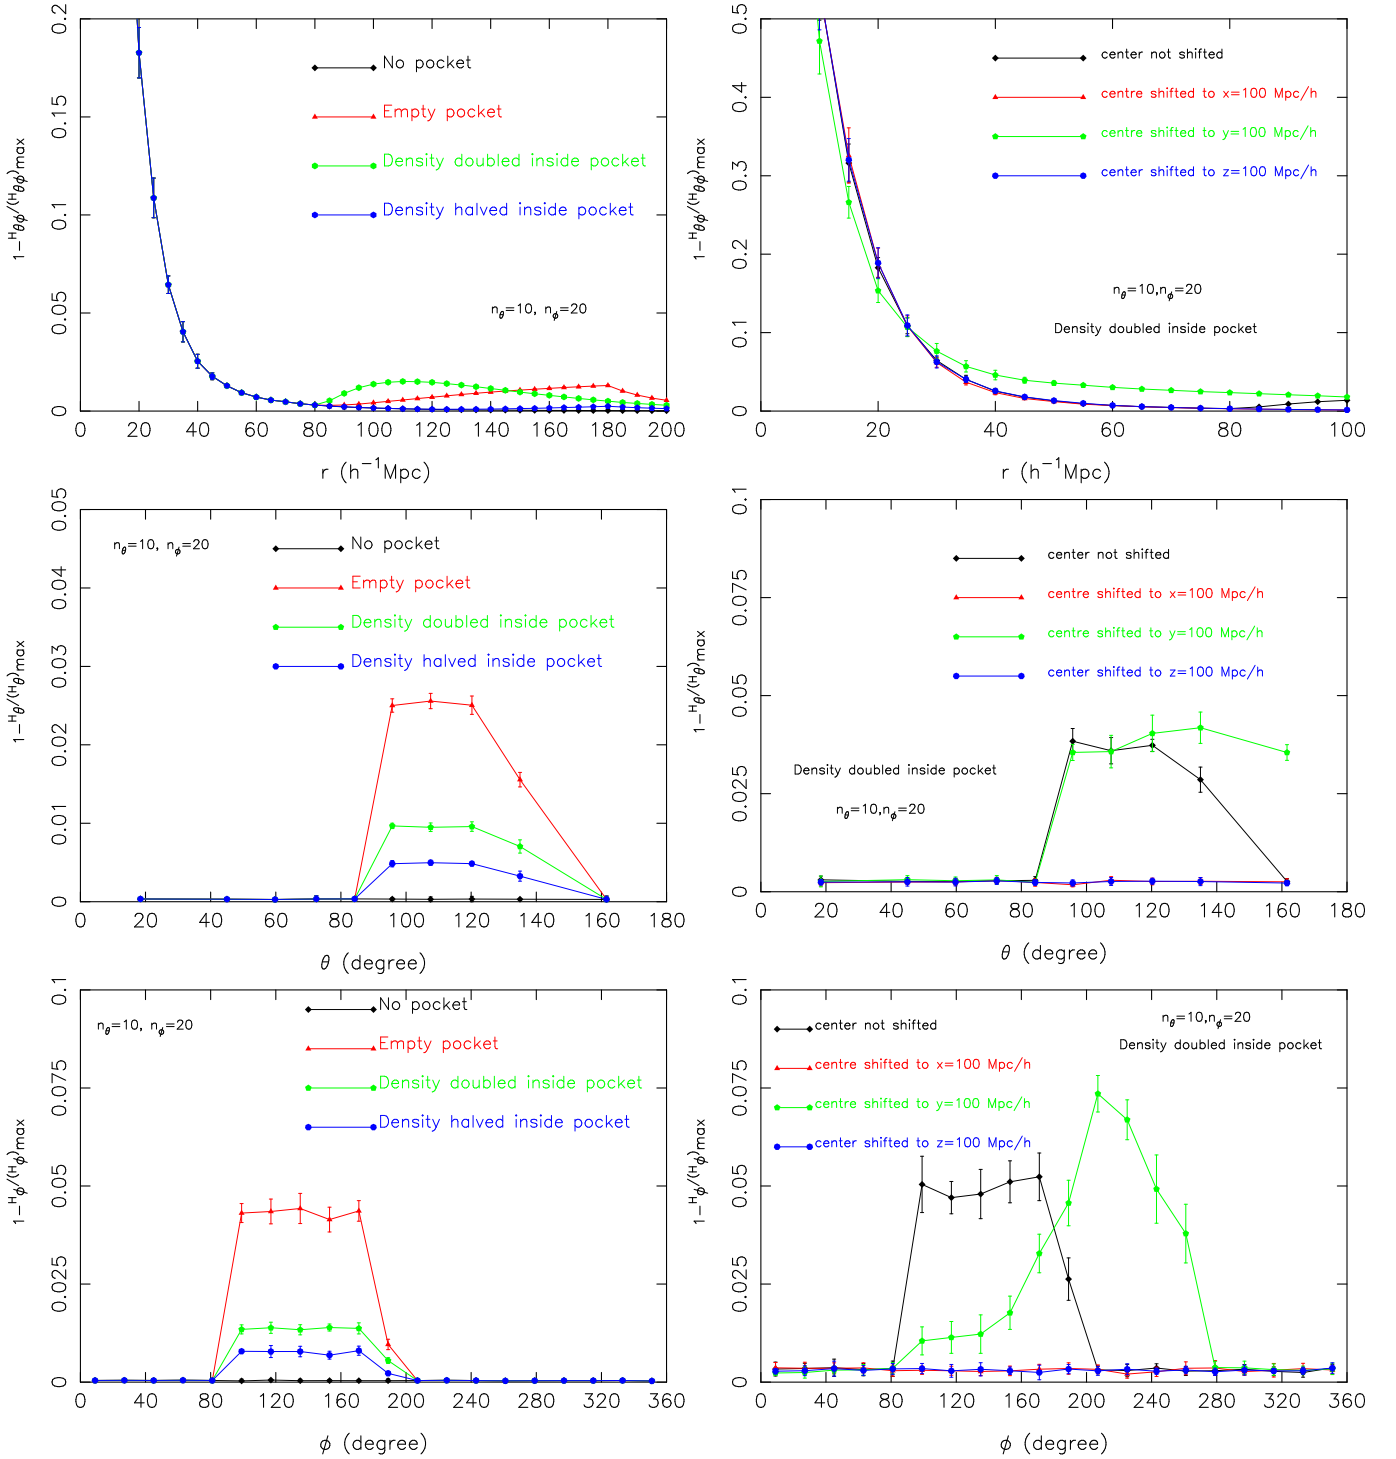 1−Hθϕ/(Hθϕ)max
0.2
0.15
0.1
0.05
0
No pocket
Empty pocket
Density doubled inside pocket
Density halved inside pocket
nθ=10, nϕ=20
0 20 40 60 80 100 120 140 160 180 200
r (h⁻¹Mpc)
1−Hθϕ/(Hθϕ)max
0.5
0.4
0.3
0.2
0.1
0
center not shifted
centre shifted to x=100 Mpc/h
centre shifted to y=100 Mpc/h
center shifted to z=100 Mpc/h
nθ=10,nϕ=20
Density doubled inside pocket
0 20 40 60 80 100
r (h⁻¹Mpc)
1−Hθ/(Hθ)max
0.05
0.04
0.03
0.02
0.01
0
nθ=10, nϕ=20
No pocket
Empty pocket
Density doubled inside pocket
Density halved inside pocket
0 20 40 60 80 100 120 140 160 180
θ (degree)
1−Hθ/(Hθ)max
0.1
0.075
0.05
0.025
0
center not shifted
centre shifted to x=100 Mpc/h
centre shifted to y=100 Mpc/h
center shifted to z=100 Mpc/h
Density doubled inside pocket
nθ=10,nϕ=20
0 20 40 60 80 100 120 140 160 180
θ (degree)
1−Hϕ/(Hϕ)max
0.1
0.075
0.05
0.025
0
nθ=10, nϕ=20
No pocket
Empty pocket
Density doubled inside pocket
Density halved inside pocket
0 40 80 120 160 200 240 280 320 360
ϕ (degree)
1−Hϕ/(Hϕ)max
0.1
0.075
0.05
0.025
0
nθ=10,nϕ=20
Density doubled inside pocket
center not shifted
centre shifted to x=100 Mpc/h
centre shifted to y=100 Mpc/h
center shifted to z=100 Mpc/h
0 40 80 120 160 200 240 280 320 360
ϕ (degree)